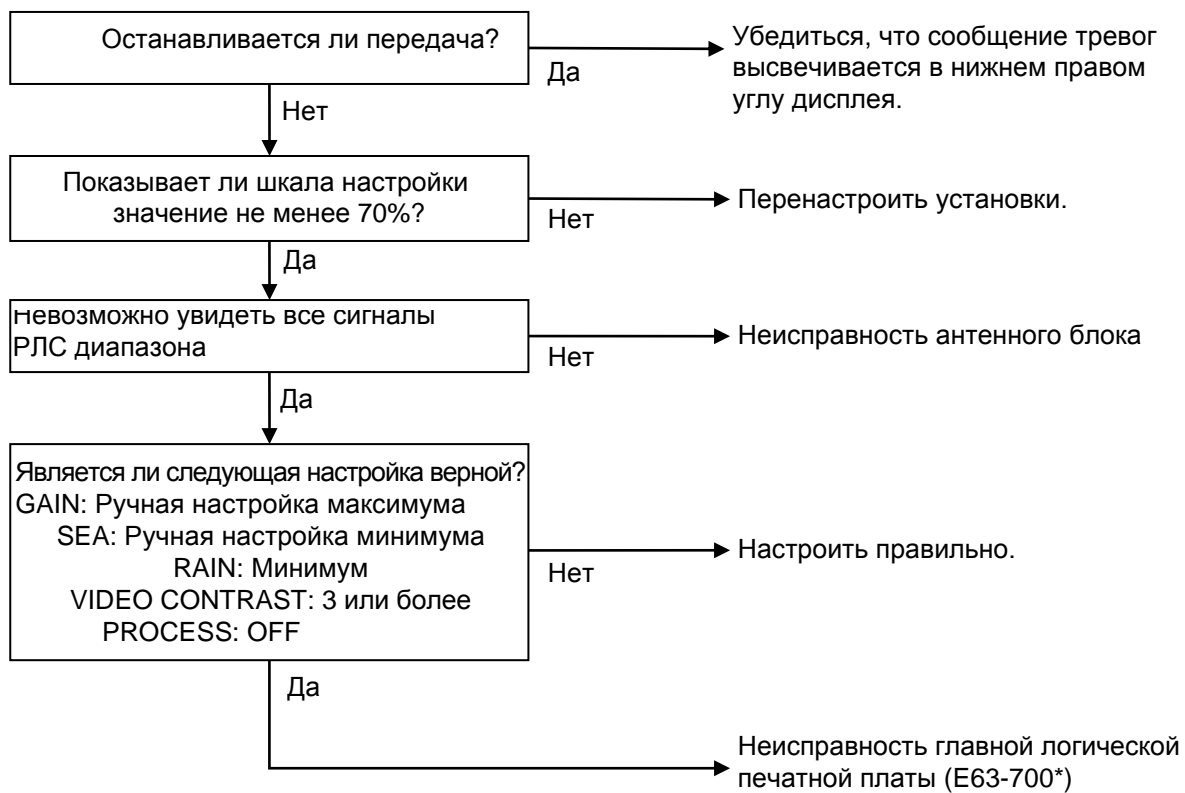 Останавливается ли передача?
Да
Убедиться, что сообщение тревог
высвечивается в нижнем правом
углу дисплея.
Нет
Показывает ли шкала настройки
значение не менее 70%?
Нет
Перенастроить установки.
Да
Невозможно увидеть все сигналы
РЛС диапазона
Нет
Неисправность антенного блока
Да
Является ли следующая настройка верной?
GAIN: Ручная настройка максимума
SEA: Ручная настройка минимума
RAIN: Минимум
VIDEO CONTRAST: 3 или более
PROCESS: OFF
Нет
Настроить правильно.
Да
Неисправность главной логической
печатной платы (E63-700*)